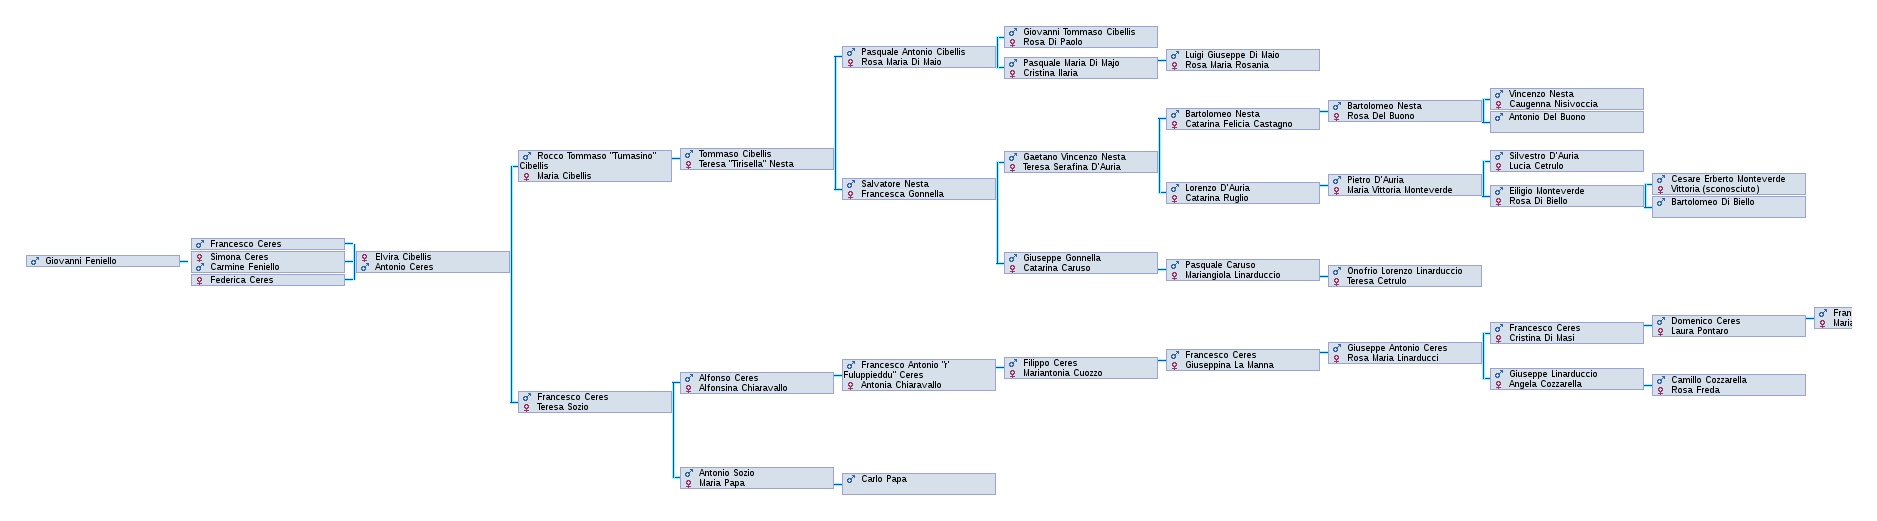 Giovanni Feniello
Francesco Ceres
Simona Ceres
Carmine Feniello
Federica Ceres
Elvira Cibellis
Antonio Ceres
Rocco Tommaso "Tumasino"
Cibellis
Maria Cibellis
Francesco Ceres
Teresa Sozio
Tommaso Cibellis
Teresa "Tirisella" Nesta
Alfonso Ceres
Alfonsina Chiaravallo
Antonio Sozio
Maria Papa
Pasquale Antonio Cibellis
Rosa Maria Di Maio
Salvatore Nesta
Francesca Gonnella
Francesco Antonio "r'
Fuluppieddu" Ceres
Antonia Chiaravallo
Carlo Papa
Giovanni Tommaso Cibellis
Rosa Di Paolo
Pasquale Maria Di Majo
Cristina Ilaria
Gaetano Vincenzo Nesta
Teresa Serafina D'Auria
Giuseppe Gonnella
Catarina Caruso
Filippo Ceres
Mariantonia Cuozzo
Luigi Giuseppe Di Maio
Rosa Maria Rosania
Bartolomeo Nesta
Catarina Felicia Castagno
Lorenzo D'Auria
Catarina Ruglio
Pasquale Caruso
Mariangiola Linarduccio
Francesco Ceres
Giuseppina La Manna
Bartolomeo Nesta
Rosa Del Buono
Pietro D'Auria
Maria Vittoria Monteverde
Onofrio Lorenzo Linarduccio
Teresa Cetrulo
Giuseppe Antonio Ceres
Rosa Maria Linarducci
Vincenzo Nesta
Caugenna Nisivoccia
Antonio Del Buono
Silvestro D'Auria
Lucia Cetrulo
Eiligio Monteverde
Rosa Di Biello
Francesco Ceres
Cristina Di Masi
Giuseppe Linarduccio
Angela Cozzarella
Cesare Erberto Monteverde
Vittoria (sconosciuto)
Bartolomeo Di Biello
Domenico Ceres
Laura Pontaro
Camillo Cozzarella
Rosa Freda
Fran
Maria